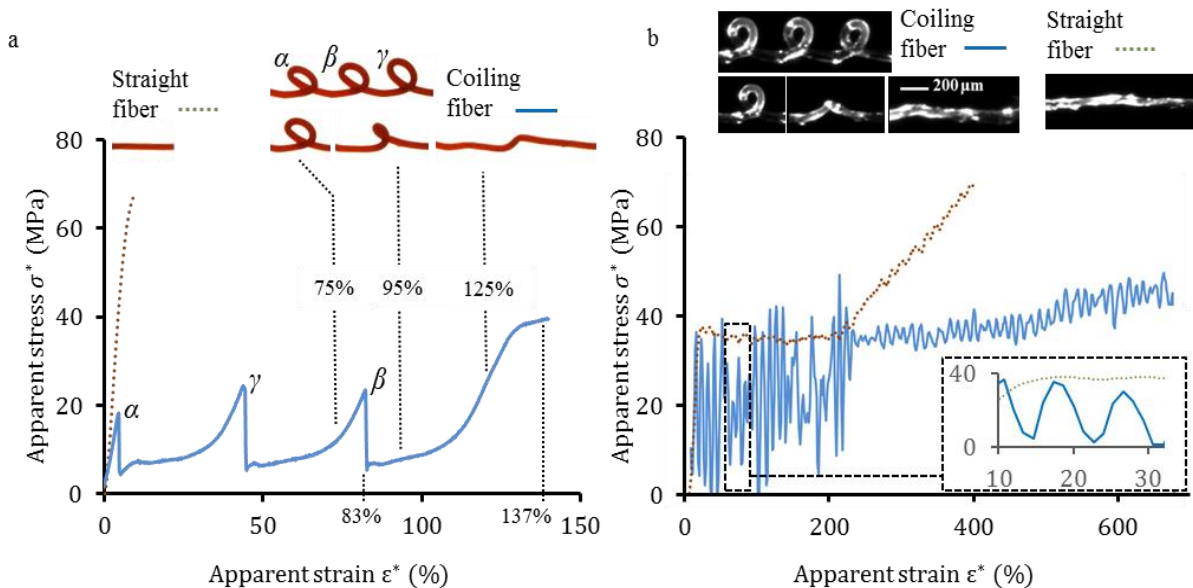 a
Straight
fiber
α β γ
Coiling
fiber
80
60
40
20
0
Apparent stress σ* (MPa)
α
γ
β
75% 95% 125%
83% 137%
0 50 100 150
Apparent strain ε* (%)
b
Coiling
fiber
Straight
fiber
200 μm
80
60
40
20
0
Apparent stress σ* (MPa)
40
0
10 20 30
0 200 400 600
Apparent strain ε* (%)